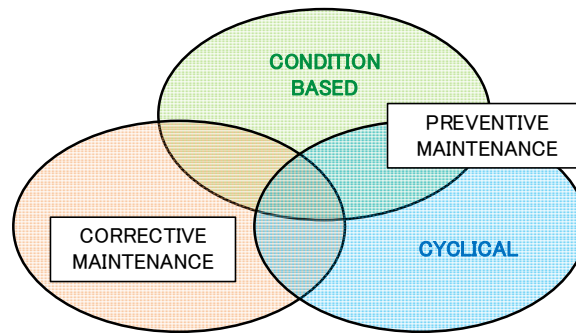 CONDITION
BASED
PREVENTIVE
MAINTENANCE
CORRECTIVE
MAINTENANCE
CYCLICAL